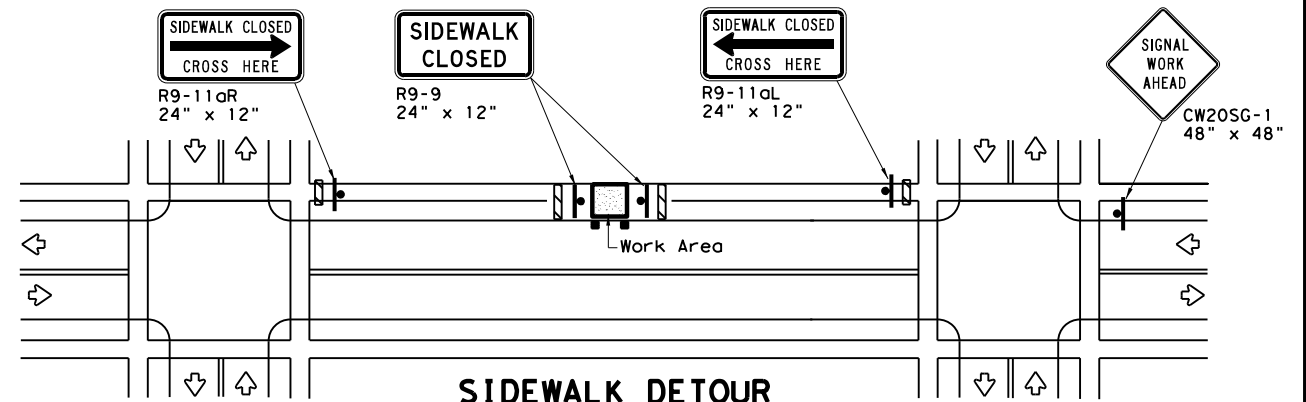 SIDEWALK CLOSED
CROSS HERE
R9-11aR
24" x 12"
SIDEWALK
CLOSED
R9-9
24" x 12"
SIDEWALK CLOSED
CROSS HERE
R9-11aL
24" x 12"
SIGNAL
WORK
AHEAD
CW20SG-1
48" x 48"
Work Area
SIDEWALK DETOUR